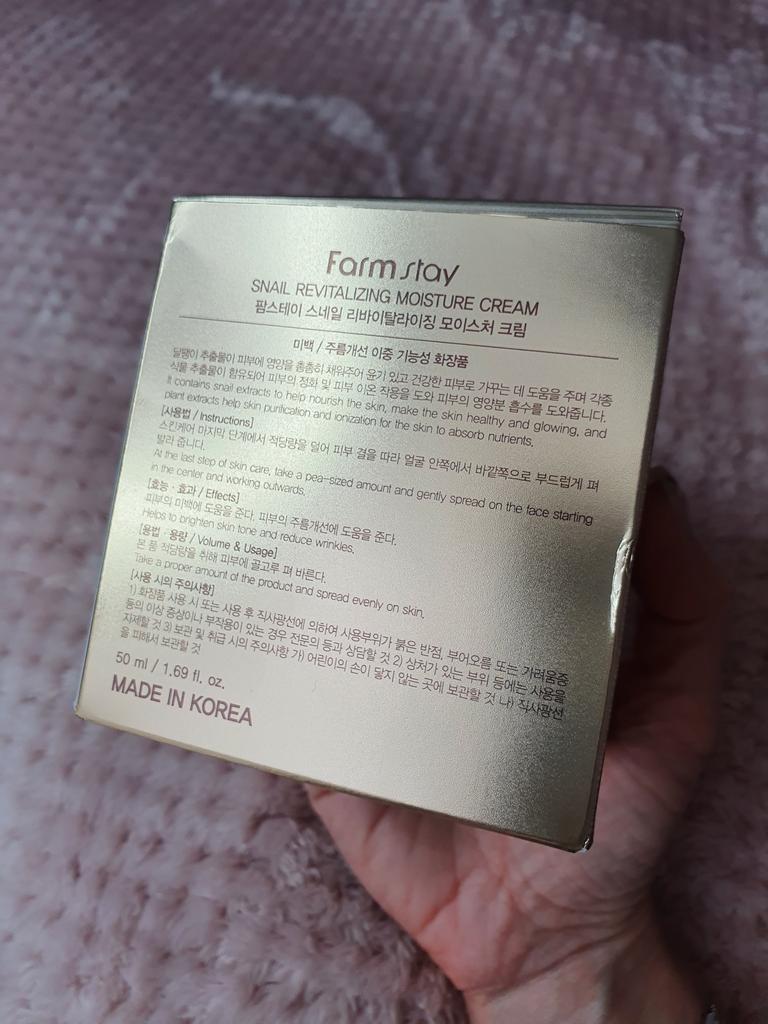 Farmstay
SNAIL REVITALIZING MOISTURE CREAM
팜스테이 스네일 리바이탈라이징 모이스처 크림
미백 / 주름개선 이중 기능성 화장품
달팽이 추출물이 피부에 영양을 촘촘히 채워주어 윤기 있고 건강한 피부로 가꾸는 데 도움을 주며 각종
식물 추출물이 함유되어 피부의 정화 및 피부 이온 작용을 도와 피부의 영양분 흡수를 도와줍니다.
It contains snail extracts to help nourish the skin, make the skin healthy and glowing, and
plant extracts help skin purification and ionization for the skin to absorb nutrients.
[사용법 / Instructions]
스킨케어 마지막 단계에서 적당량을 덜어 피부 결을 따라 얼굴 안쪽에서 바깥쪽으로 부드럽게 펴
발라 줍니다.
At the last step of skin care, take a pea-sized amount and gently spread on the face starting
in the center and working outwards.
[효능 · 효과 / Effects]
피부의 미백에 도움을 준다. 피부의 주름개선에 도움을 준다.
Helps to brighten skin tone and reduce wrinkles.
[용법 · 용량 / Volume & Usage]
본 품 적당량을 취해 피부에 골고루 펴 바른다.
Take a proper amount of the product and spread evenly on skin.
[사용 시의 주의사항]
1) 화장품 사용 시 또는 사용 후 직사광선에 의하여 사용부위가 붉은 반점, 부어오름 또는 가려움증
등의 이상 증상이나 부작용이 있는 경우 전문의 등과 상담할 것 2) 상처가 있는 부위 등에는 사용을
자제할 것 3) 보관 및 취급 시의 주의사항 가) 어린이의 손이 닿지 않는 곳에 보관할 것 나) 직사광선
을 피해서 보관할 것
50 ml / 1.69 fl. oz.
MADE IN KOREA